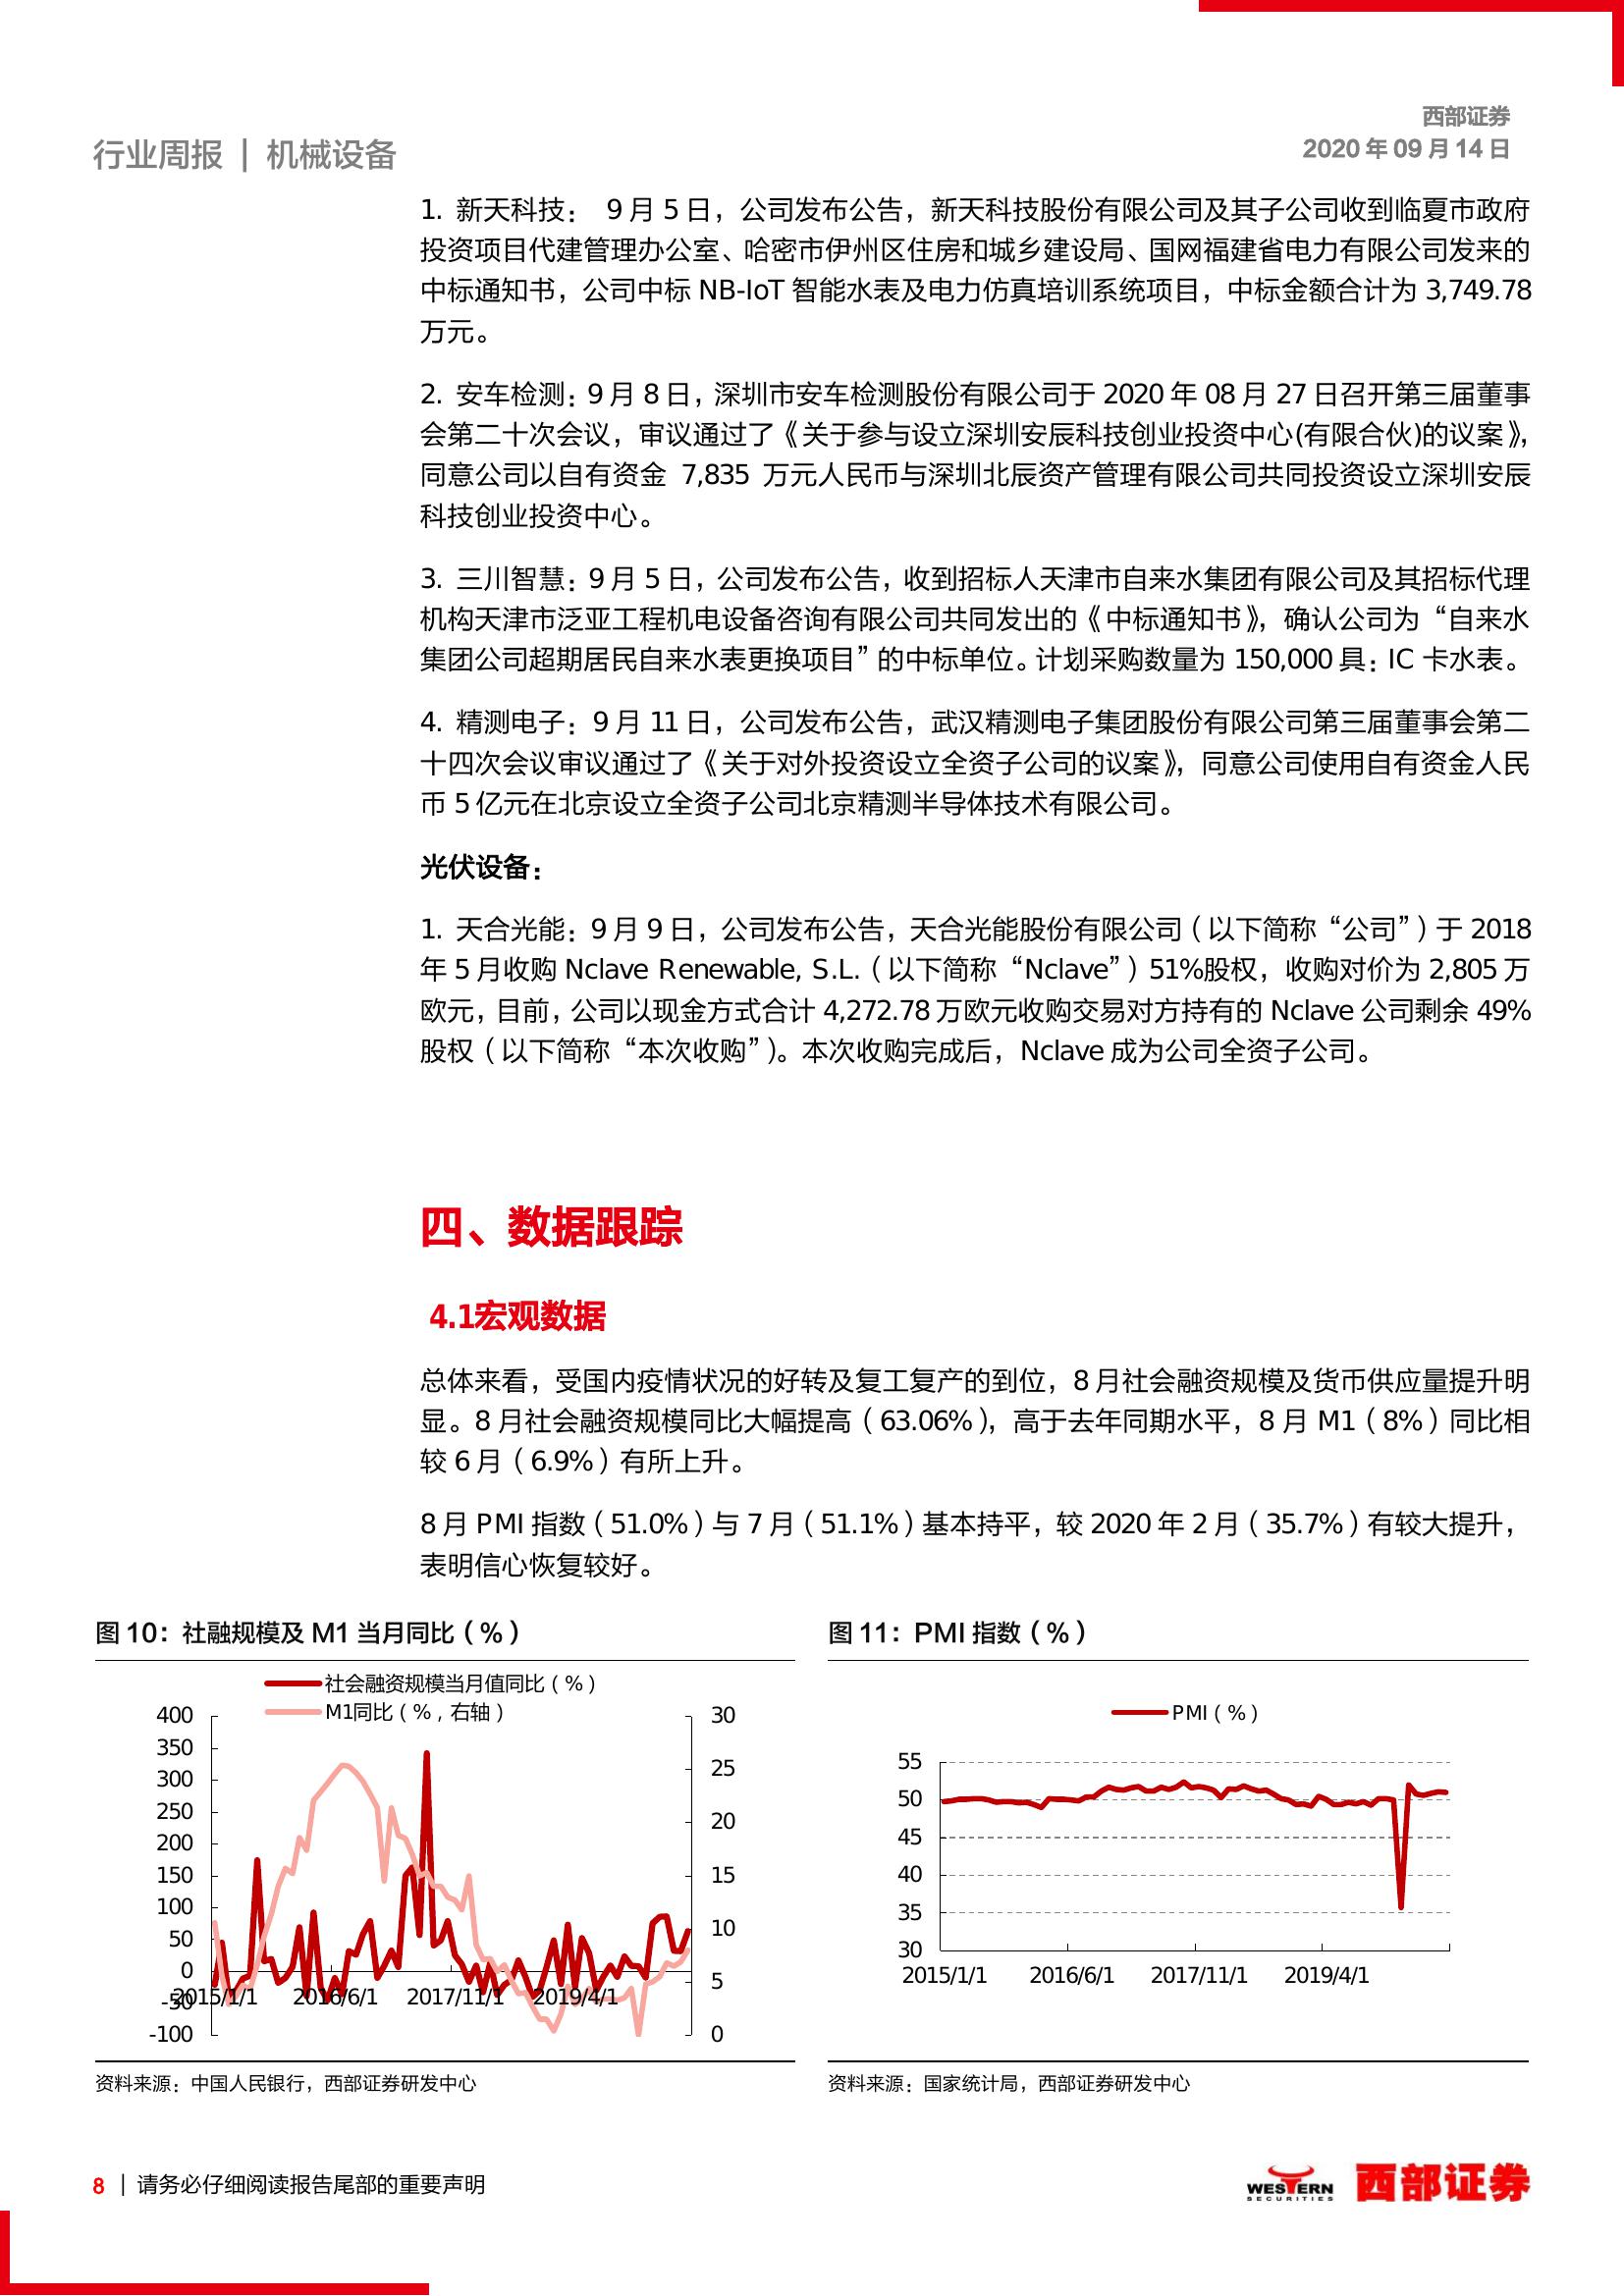 西部证券
行业周报 | 机械设备
2020 年 09 月 14 日
1. 新天科技： 9 月 5 日，公司发布公告，新天科技股份有限公司及其子公司收到临夏市政府
投资项目代建管理办公室、哈密市伊州区住房和城乡建设局、国网福建省电力有限公司发来的
中标通知书，公司中标 NB-IoT 智能水表及电力仿真培训系统项目，中标金额合计为 3,749.78
万元。
2. 安车检测：9 月 8 日，深圳市安车检测股份有限公司于 2020 年 08 月 27 日召开第三届董事
会第二十次会议，审议通过了《关于参与设立深圳安辰科技创业投资中心(有限合伙)的议案》，
同意公司以自有资金 7,835 万元人民币与深圳北辰资产管理有限公司共同投资设立深圳安辰
科技创业投资中心。
3. 三川智慧：9 月 5 日，公司发布公告，收到招标人天津市自来水集团有限公司及其招标代理
机构天津市泛亚工程机电设备咨询有限公司共同发出的《中标通知书》，确认公司为“自来水
集团公司超期居民自来水表更换项目”的中标单位。计划采购数量为 150,000 具：IC 卡水表。
4. 精测电子：9 月 11 日，公司发布公告，武汉精测电子集团股份有限公司第三届董事会第二
十四次会议审议通过了《关于对外投资设立全资子公司的议案》，同意公司使用自有资金人民
币 5 亿元在北京设立全资子公司北京精测半导体技术有限公司。
光伏设备：
1. 天合光能：9 月 9 日，公司发布公告，天合光能股份有限公司（以下简称“公司”）于 2018
年 5 月收购 Nclave Renewable, S.L.（以下简称“Nclave”）51%股权，收购对价为 2,805 万
欧元，目前，公司以现金方式合计 4,272.78 万欧元收购交易对方持有的 Nclave 公司剩余 49%
股权（以下简称“本次收购”）。本次收购完成后，Nclave 成为公司全资子公司。
四、数据跟踪
4.1宏观数据
总体来看，受国内疫情状况的好转及复工复产的到位，8 月社会融资规模及货币供应量提升明
显。8 月社会融资规模同比大幅提高（63.06%），高于去年同期水平，8 月 M1（8%）同比相
较 6 月（6.9%）有所上升。
8 月 PMI 指数（51.0%）与 7 月（51.1%）基本持平，较 2020 年 2 月（35.7%）有较大提升，
表明信心恢复较好。
图 10：社融规模及 M1 当月同比（%）
社会融资规模当月值同比（%）
M1同比（%，右轴）
400
350
300
250
200
150
100
50
0
-50
-100
30
25
20
15
10
5
0
2015/1/1 2016/6/1 2017/11/1 2019/4/1
资料来源：中国人民银行，西部证券研发中心
图 11：PMI 指数（%）
PMI（%）
55
50
45
40
35
30
2015/1/1 2016/6/1 2017/11/1 2019/4/1
资料来源：国家统计局，西部证券研发中心
8 | 请务必仔细阅读报告尾部的重要声明
WESTERN
SECURITIES
西部证券